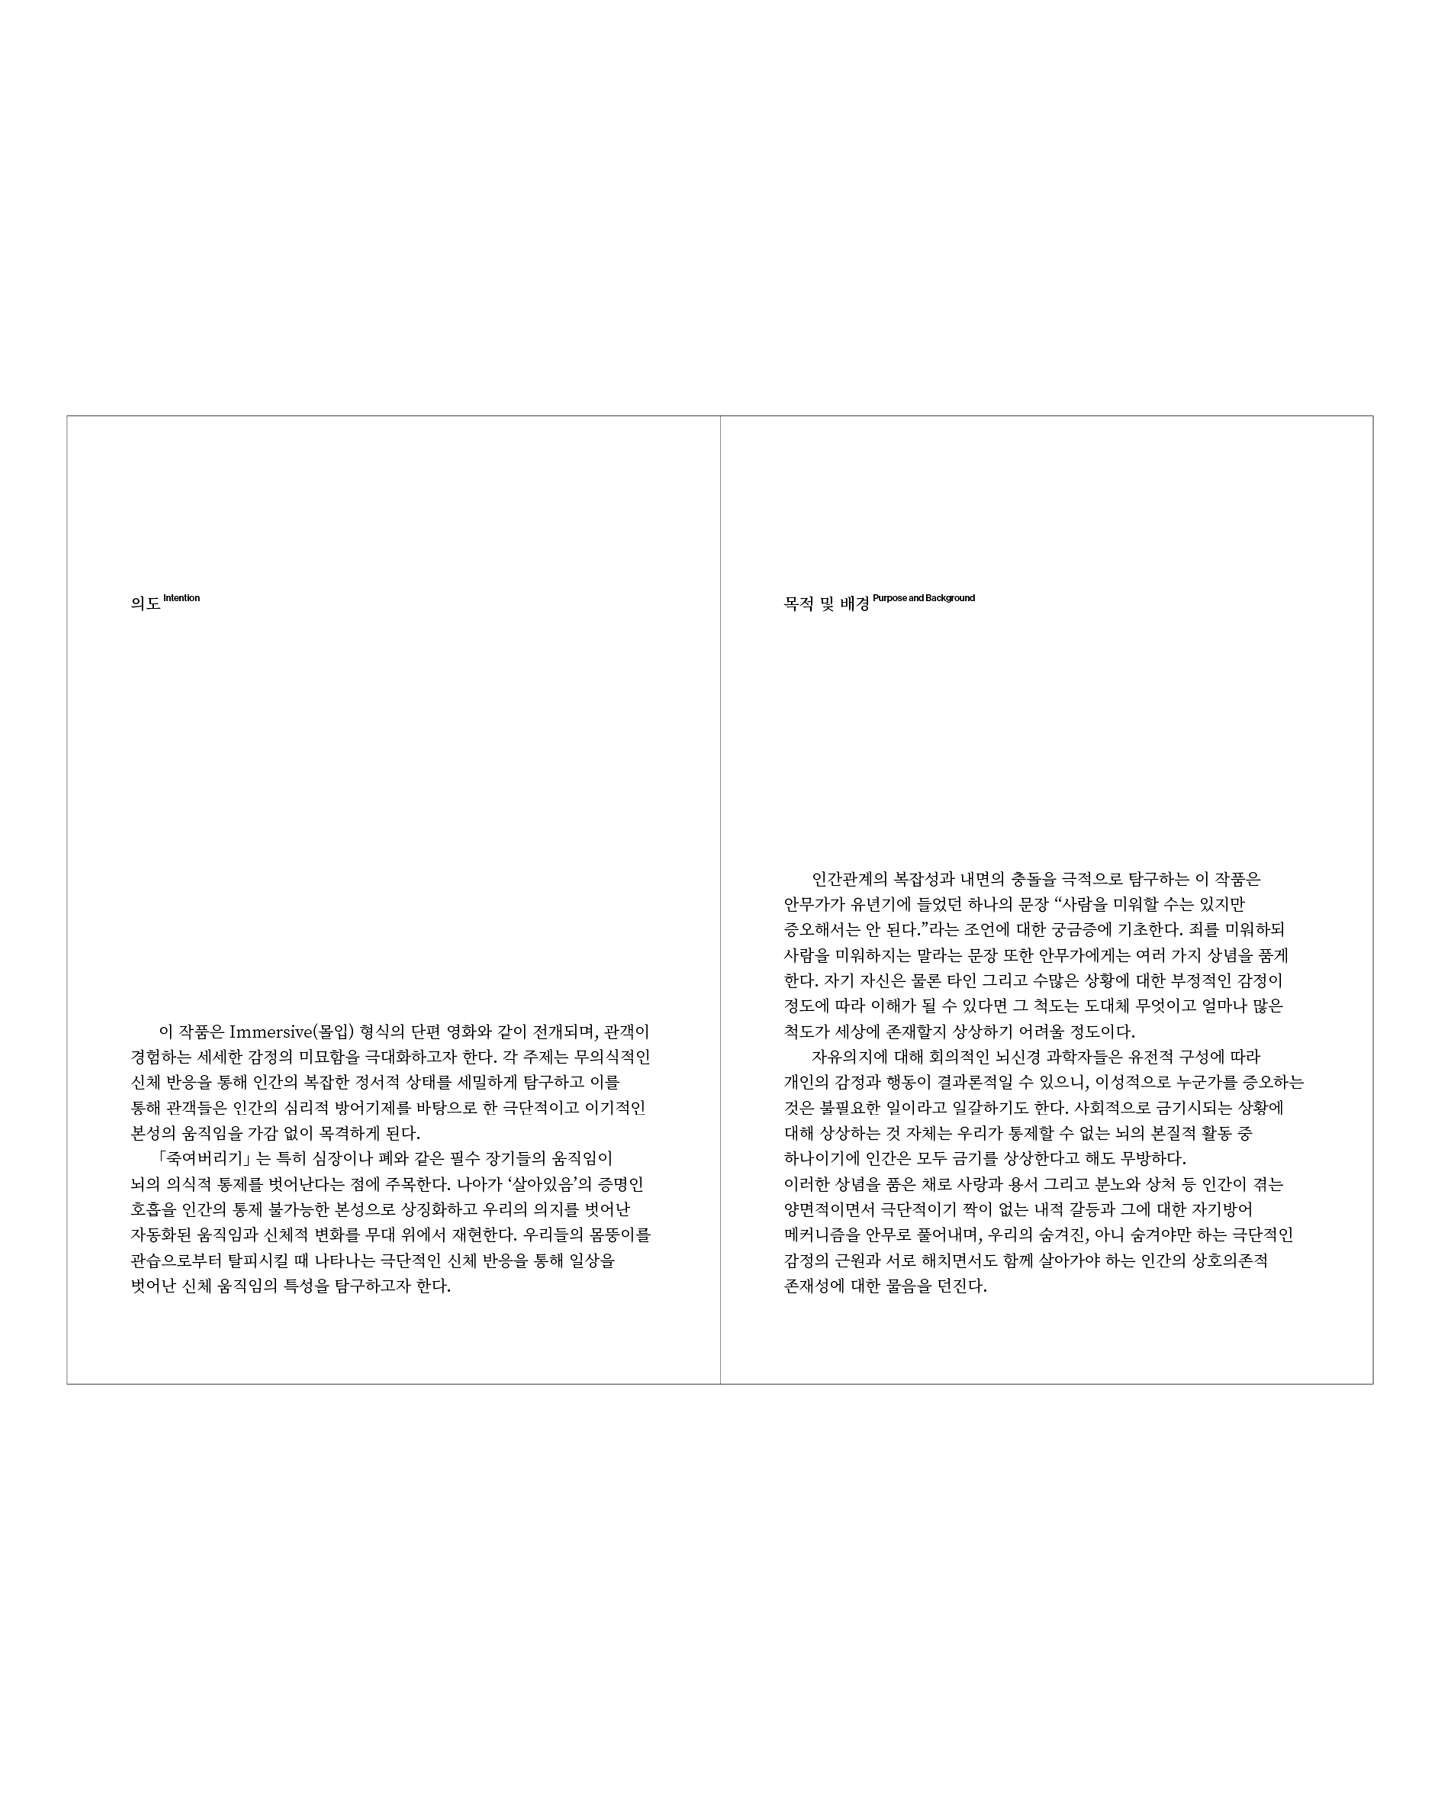 의도 Intention
이 작품은 Immersive(몰입) 형식의 단편 영화와 같이 전개되며, 관객이
경험하는 세세한 감정의 미묘함을 극대화하고자 한다. 각 주제는 무의식적인
신체 반응을 통해 인간의 복잡한 정서적 상태를 세밀하게 탐구하고 이를
통해 관객들은 인간의 심리적 방어기제를 바탕으로 한 극단적이고 이기적인
본성의 움직임을 가감 없이 목격하게 된다.
「죽여버리기」는 특히 심장이나 폐와 같은 필수 장기들의 움직임이
뇌의 의식적 통제를 벗어난다는 점에 주목한다. 나아가 ‘살아있음’의 증명인
호흡을 인간의 통제 불가능한 본성으로 상징화하고 우리의 의지를 벗어난
자동화된 움직임과 신체적 변화를 무대 위에서 재현한다. 우리들의 몸뚱이를
관습으로부터 탈피시킬 때 나타나는 극단적인 신체 반응을 통해 일상을
벗어난 신체 움직임의 특성을 탐구하고자 한다.
목적 및 배경 Purpose and Background
인간관계의 복잡성과 내면의 충돌을 극적으로 탐구하는 이 작품은
안무가가 유년기에 들었던 하나의 문장 “사람을 미워할 수는 있지만
증오해서는 안 된다.”라는 조언에 대한 궁금증에 기초한다. 죄를 미워하되
사람을 미워하지는 말라는 문장 또한 안무가에게는 여러 가지 상념을 품게
한다. 자기 자신은 물론 타인 그리고 수많은 상황에 대한 부정적인 감정이
정도에 따라 이해가 될 수 있다면 그 척도는 도대체 무엇이고 얼마나 많은
척도가 세상에 존재할지 상상하기 어려울 정도이다.
자유의지에 대해 회의적인 뇌신경 과학자들은 유전적 구성에 따라
개인의 감정과 행동이 결과론적일 수 있으니, 이성적으로 누군가를 증오하는
것은 불필요한 일이라고 일갈하기도 한다. 사회적으로 금기시되는 상황에
대해 상상하는 것 자체는 우리가 통제할 수 없는 뇌의 본질적 활동 중
하나이기에 인간은 모두 금기를 상상한다고 해도 무방하다.
이러한 상념을 품은 채로 사랑과 용서 그리고 분노와 상처 등 인간이 겪는
양면적이면서 극단적이기 짝이 없는 내적 갈등과 그에 대한 자기방어
메커니즘을 안무로 풀어내며, 우리의 숨겨진, 아니 숨겨야만 하는 극단적인
감정의 근원과 서로 해치면서도 함께 살아가야 하는 인간의 상호의존적
존재성에 대한 물음을 던진다.